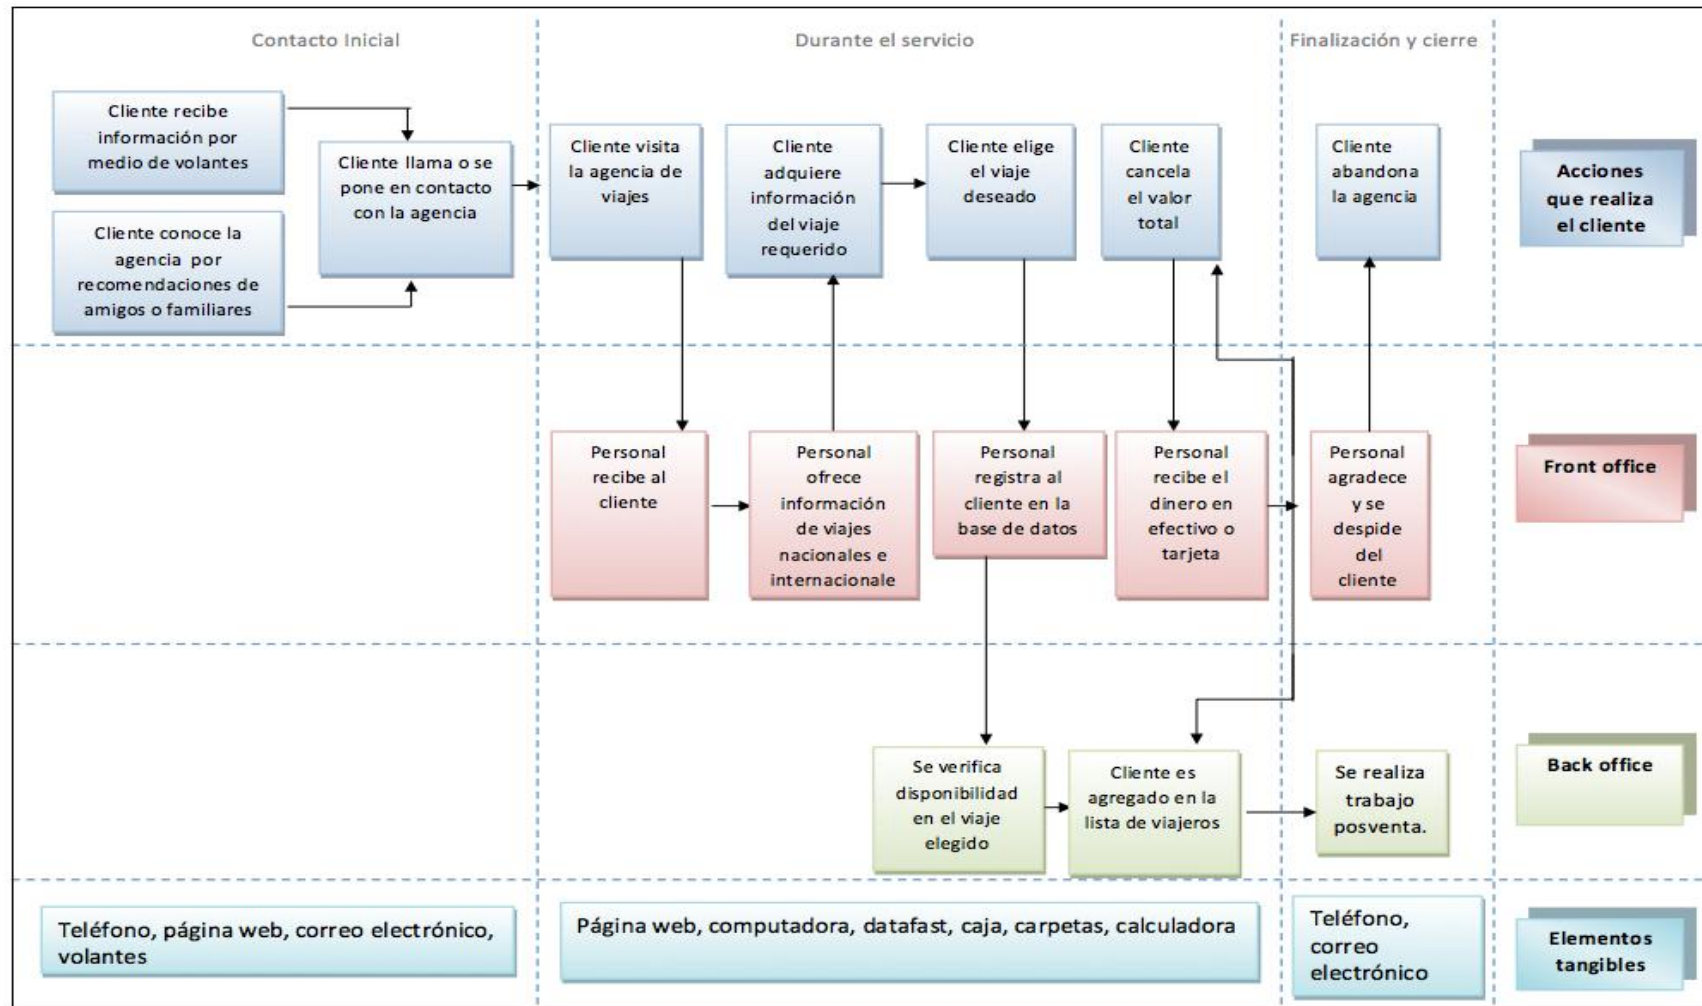 Contacto Inicial
Durante el servicio
Finalización y cierre
Cliente recibe
información por
medio de volantes
Cliente conoce la
agencia por
recomendaciones de
amigos o familiares
Cliente llama o se
pone en contacto
con la agencia
Cliente visita
la agencia de
viajes
Cliente
adquiere
información
del viaje
requerido
Cliente elige
el viaje
deseado
Cliente
cancela
el valor
total
Cliente
abandona
la agencia
Acciones
que realiza
el cliente
Personal
recibe al
cliente
Personal
ofrece
información
de viajes
nacionales e
internacionale
Personal
registra al
cliente en la
base de datos
Personal
recibe el
dinero en
efectivo o
tarjeta
Personal
agradece
y se
despide
del
cliente
Front office
Se verifica
disponibilidad
en el viaje
elegido
Cliente es
agregado en la
lista de viajeros
Se realiza
trabajo
posventa.
Back office
Teléfono, página web, correo electrónico,
volantes
Página web, computadora, datafast, caja, carpetas, calculadora
Teléfono,
correo
electrónico
Elementos
tangibles